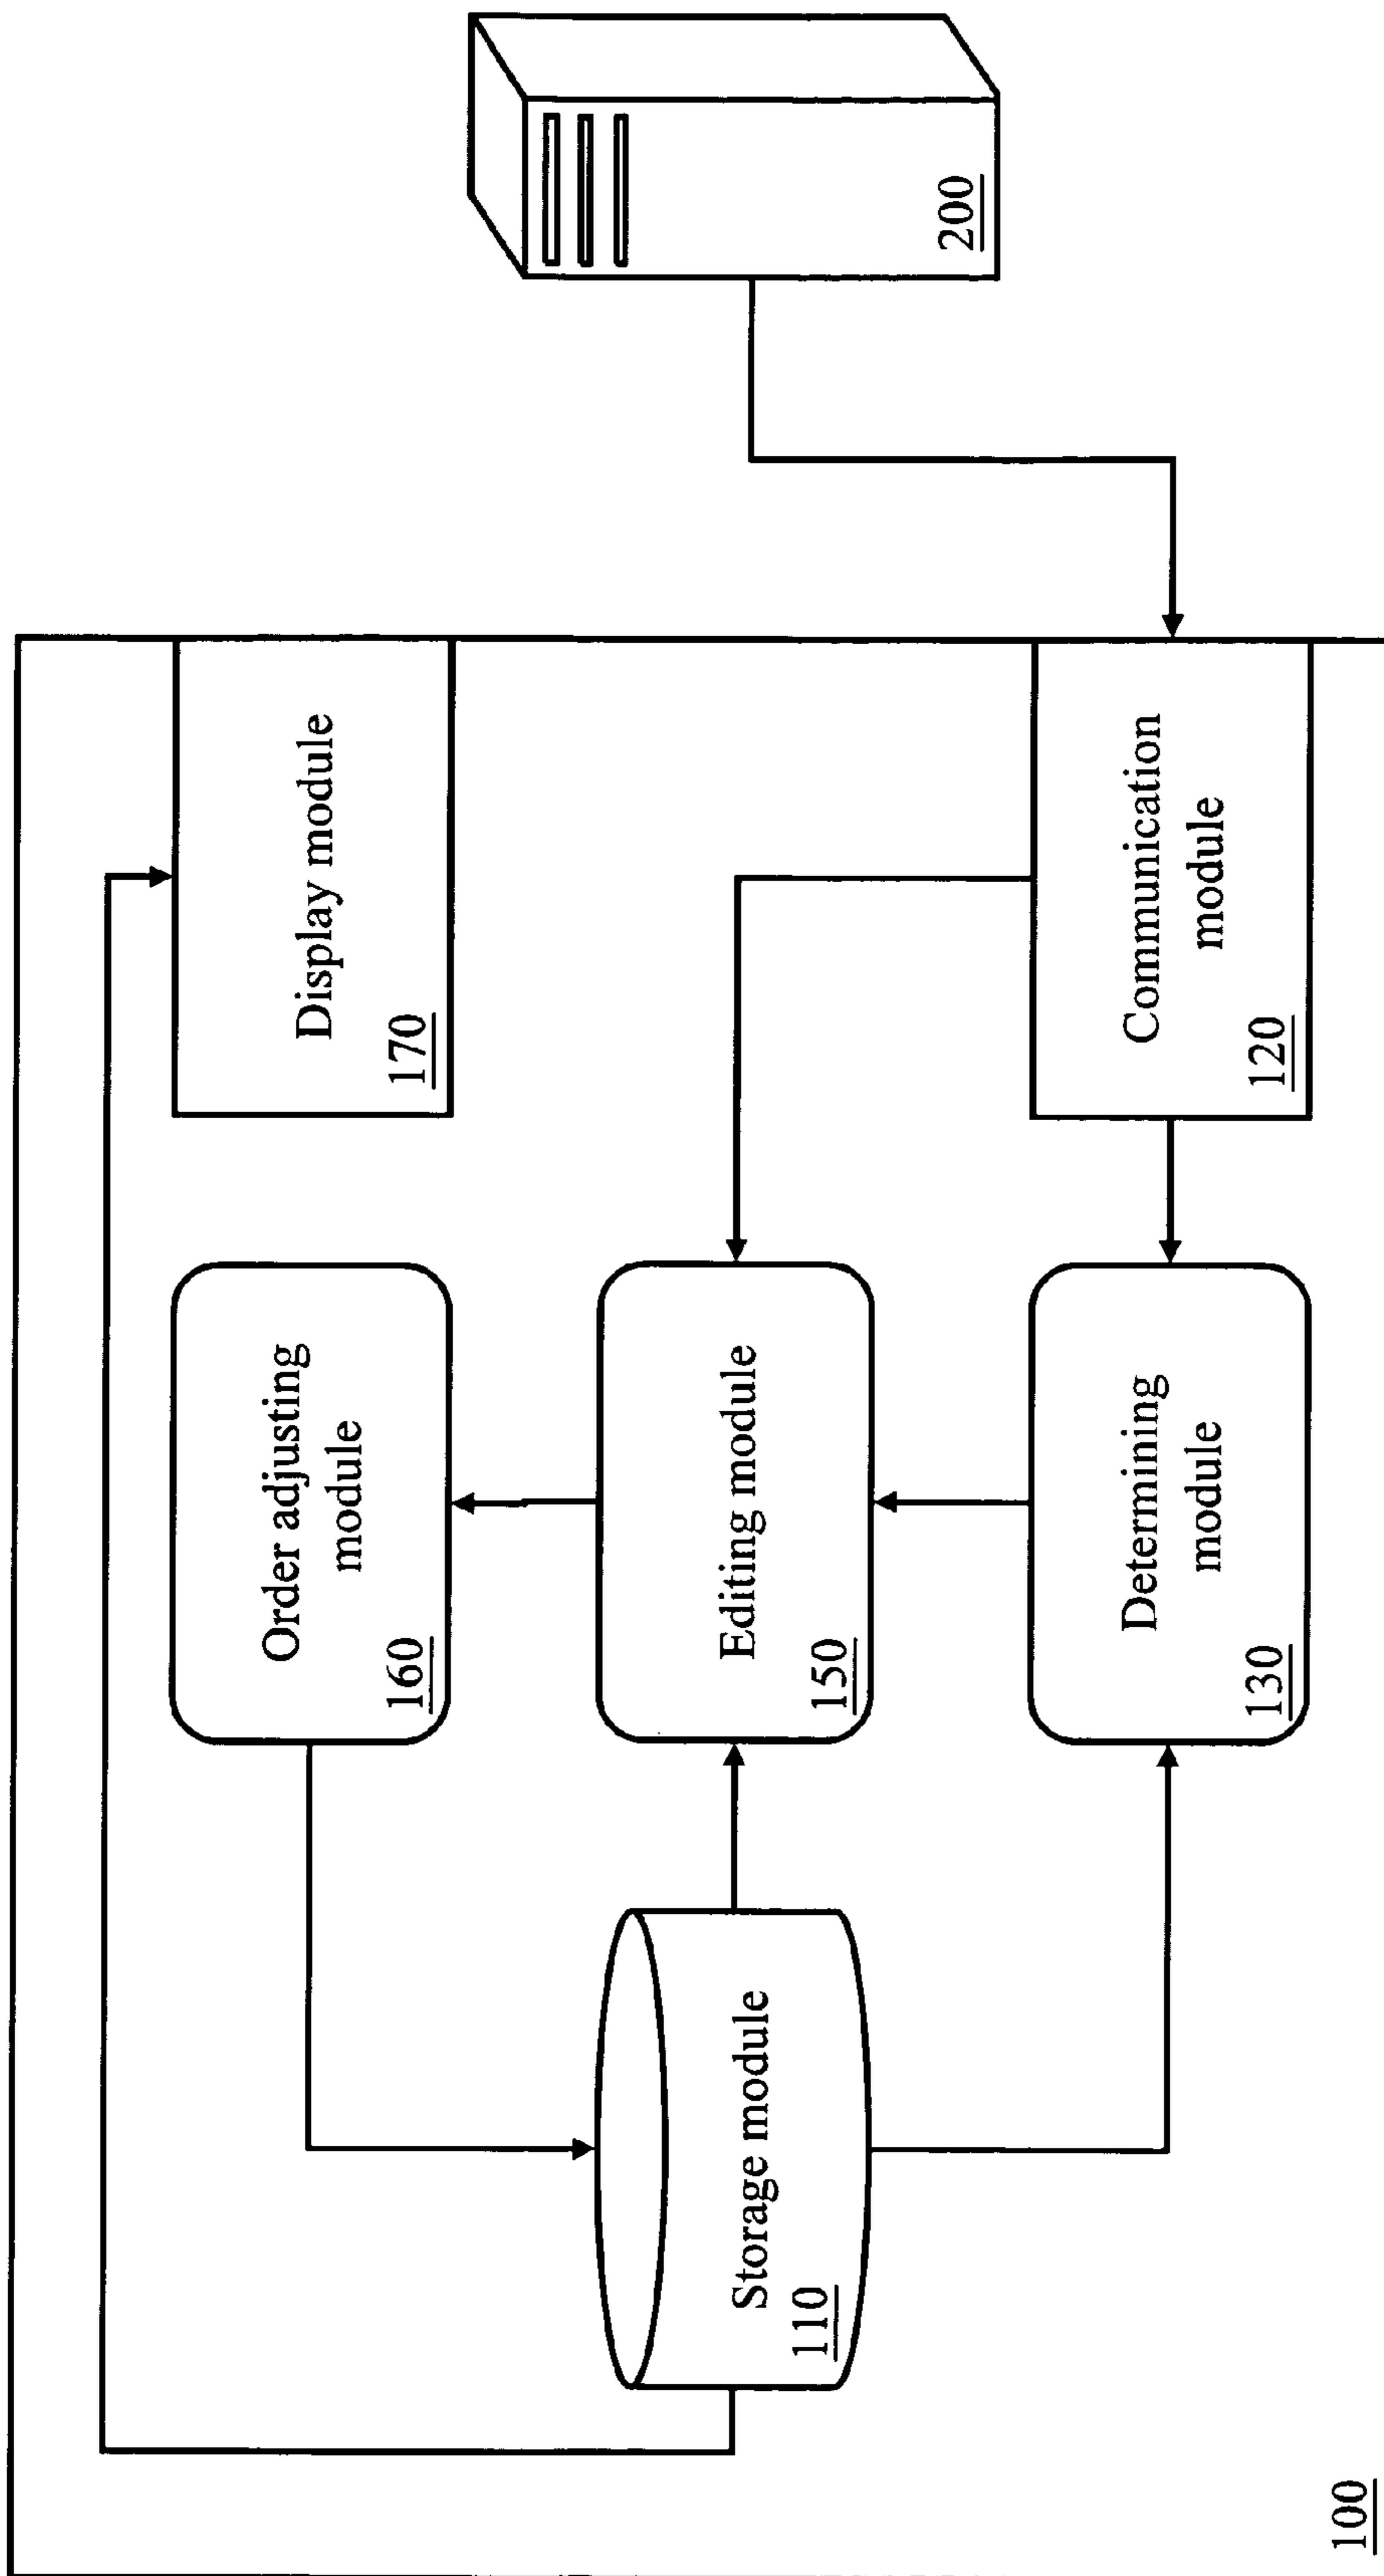 Order adjusting
module
160
Display module
170
Storage module
110
Editing module
150
200
Determining
module
130
Communication
module
120
100